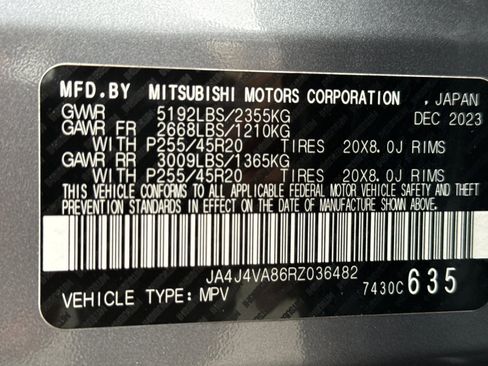 MFD.BY MITSUBISHI MOTORS CORPORATION , JAPAN
GVWR 5192LBS/2355KG DEC 2023
GAWR FR 2668LBS/1210KG
WITH P255/45R20 TIRES 20X8.0J RIMS
GAWR RR 3009LBS/1365KG
WITH P255/45R20 TIRES 20X8.0J RIMS
THIS VEHICLE CONFORMS TO ALL APPLICABLE FEDERAL MOTOR VEHICLE SAFETY AND THEFT
PREVENTION STANDARDS IN EFFECT ON THE DATE OF MANUFACTURE SHOWN ABOVE.
JA4J4VA86RZ036482
VEHICLE TYPE: MPV 7430C 635